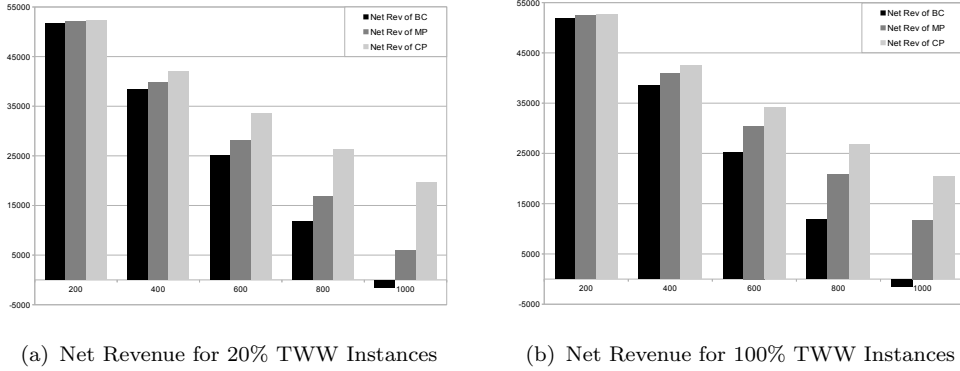 55000
45000
35000
25000
15000
5000
-5000
200 400 600 800 1000
Net Rev of BC
Net Rev of MP
Net Rev of CP
(a) Net Revenue for 20% TWW Instances
55000
45000
35000
25000
15000
5000
-5000
200 400 600 800 1000
Net Rev of BC
Net Rev of MP
Net Rev of CP
(b) Net Revenue for 100% TWW Instances